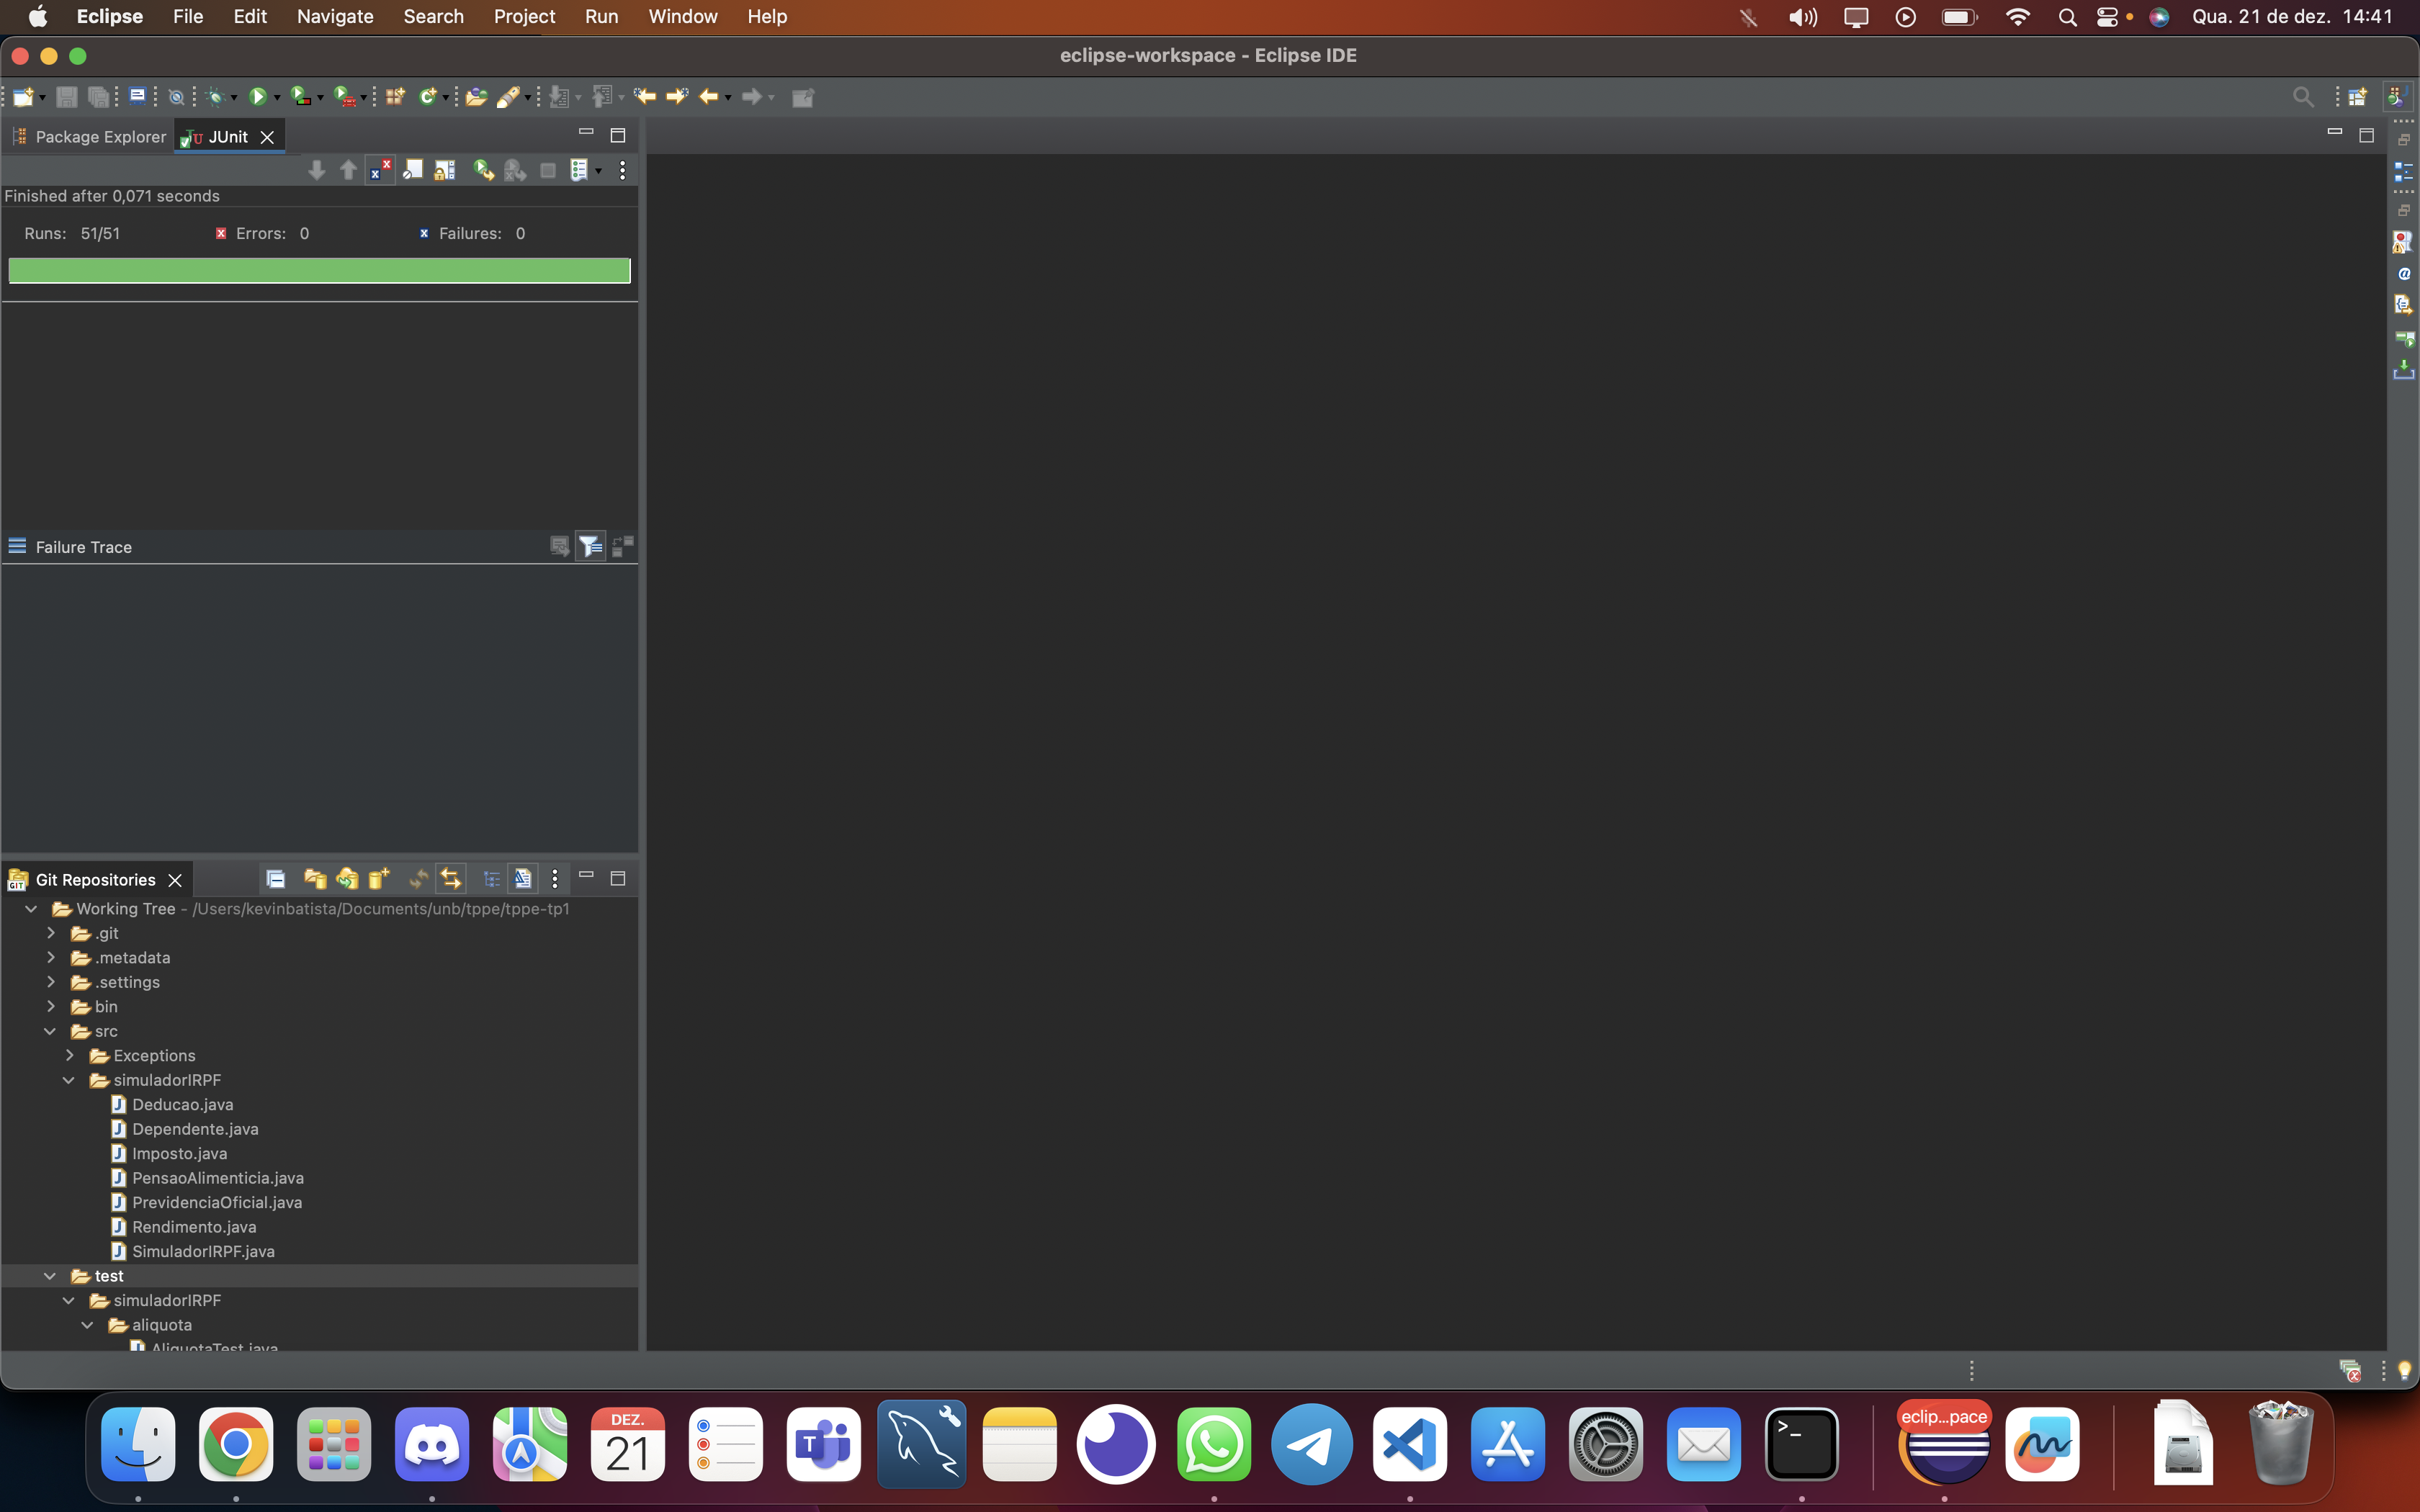 Eclipse File Edit Navigate Search Project Run Window Help Qua. 21 de dez. 14:41
eclipse-workspace - Eclipse IDE
Package Explorer JUnit
Finished after 0,071 seconds
Runs: 51/51 Errors: 0 Failures: 0
Failure Trace
Git Repositories
Working Tree - /Users/kevinbatista/Documents/unb/tppe/tppe-tp1
.git
.metadata
.settings
bin
src
Exceptions
simuladorIRPF
Deducao.java
Dependente.java
Imposto.java
PensaoAlimenticia.java
PrevidenciaOficial.java
Rendimento.java
SimuladorIRPF.java
test
simuladorIRPF
aliquota
AliquotaTest.java
DEZ.
21
T
>_
eclip...pace